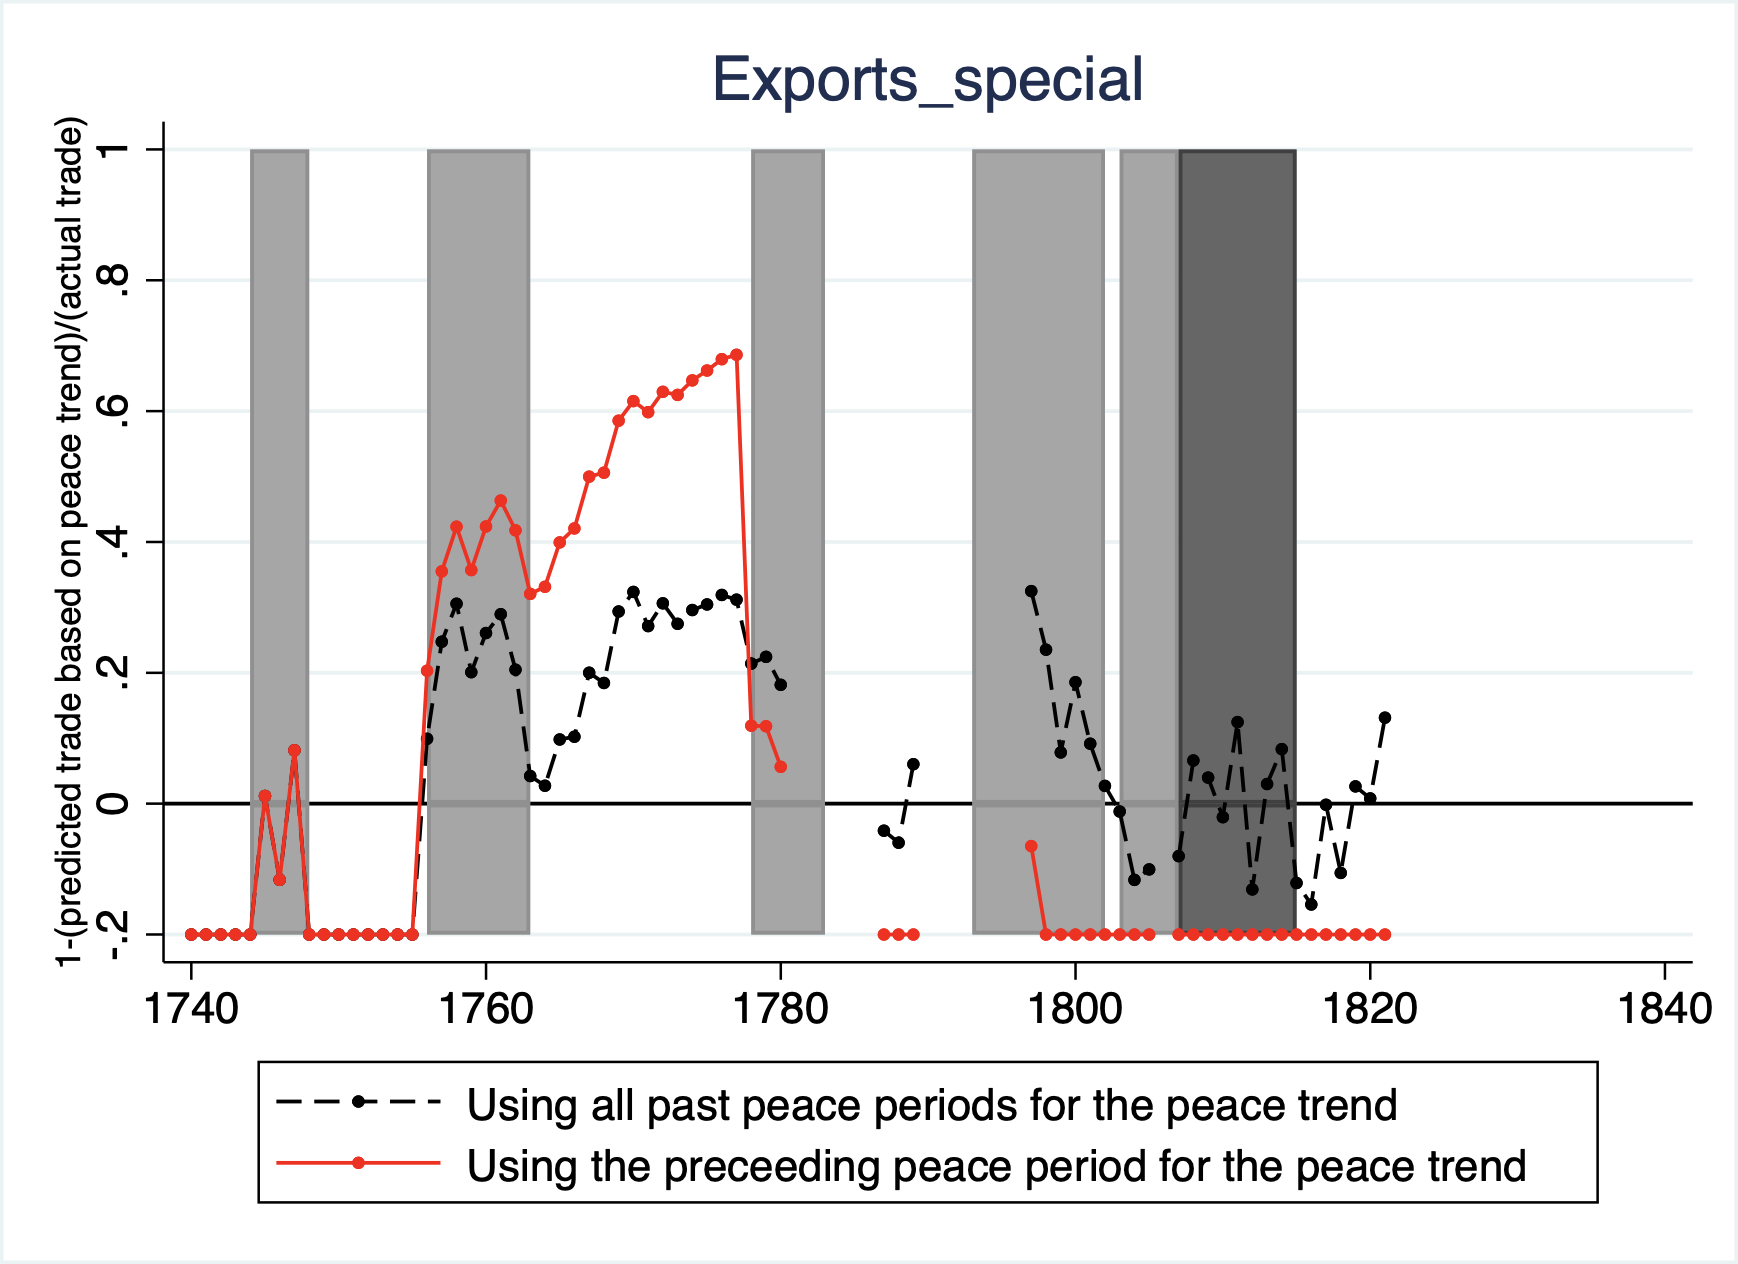 Exports_special
1-((predicted trade based on peace trend)/(actual trade)
1
.8
.6
.4
.2
0
-.2
1740 1760 1780 1800 1820 1840
Using all past peace periods for the peace trend
Using the preceeding peace period for the peace trend